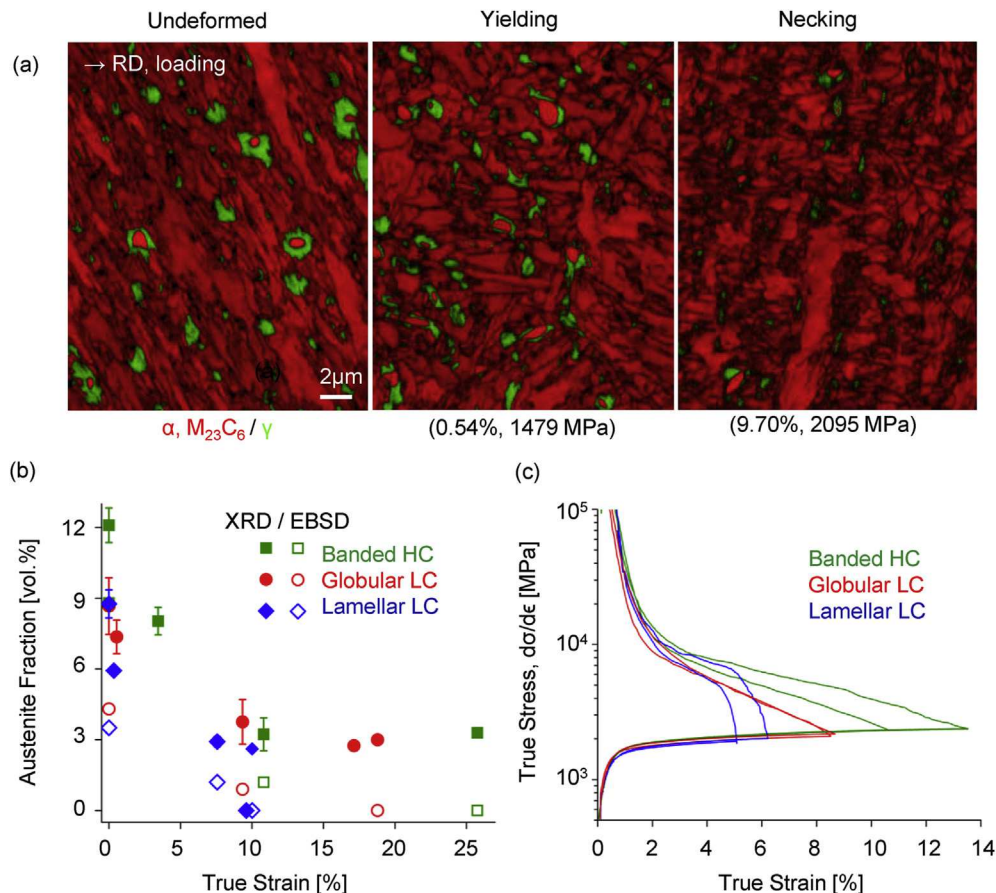 Undeformed Yielding Necking
(a)
→ RD, loading
2μm
α, M23C6 / γ (0.54%, 1479 MPa) (9.70%, 2095 MPa)
(b) (c)
Austenite Fraction [vol.%]
12
9
6
3
0
XRD / EBSD
Banded HC
Globular LC
Lamellar LC
0 5 10 15 20 25
True Strain [%]
True Stress, dσ/dϵ [MPa]
10⁵
10⁴
10³
Banded HC
Globular LC
Lamellar LC
0 2 4 6 8 10 12 14
True Strain [%]